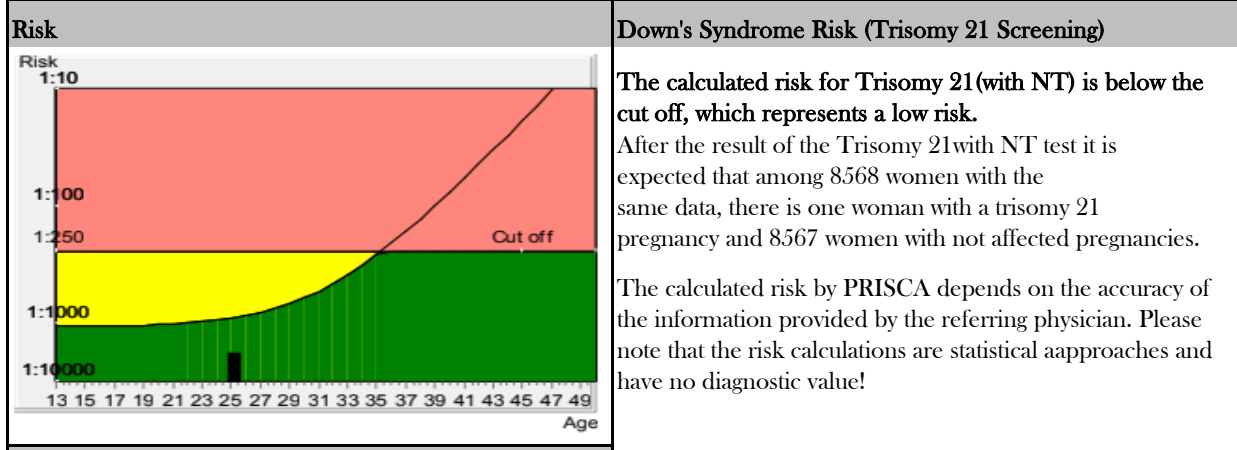 Risk
Risk
1:10
1:100
1:250
Cut off
1:1000
1:10000
13 15 17 19 21 23 25 27 29 31 33 35 37 39 41 43 45 47 49
Age
Down's Syndrome Risk (Trisomy 21 Screening)
The calculated risk for Trisomy 21(with NT) is below the
cut off, which represents a low risk.
After the result of the Trisomy 21with NT test it is
expected that among 8568 women with the
same data, there is one woman with a trisomy 21
pregnancy and 8567 women with not affected pregnancies.
The calculated risk by PRISCA depends on the accuracy of
the information provided by the referring physician. Please
note that the risk calculations are statistical aapproaches and
have no diagnostic value!